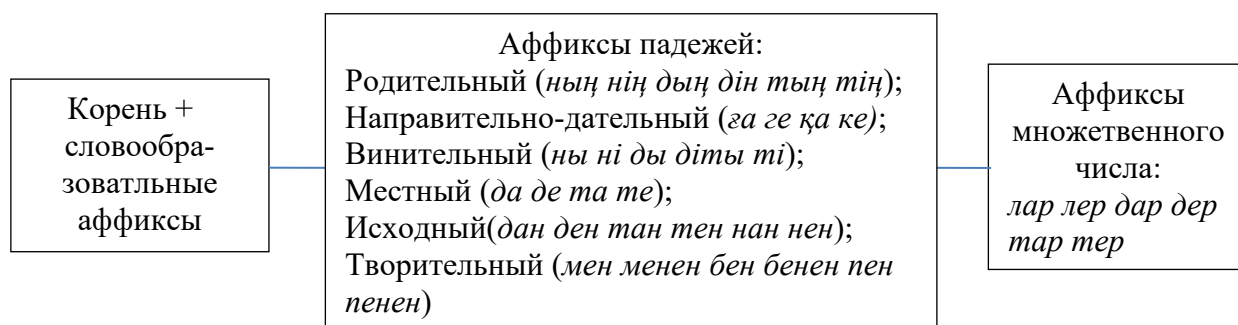 Корень +
словообра-
зоватльные
аффиксы
Аффиксы падежей:
Родительный (ның нің дың дін тың тің);
Направительно-дательный (ға ге қа ке);
Винительный (ны ні ды діты ті);
Местный (да де та те);
Исходный(дан ден тан тен нан нен);
Творительный (мен менен бен бенен пен
пенен)
Аффиксы
множетвенного
числа:
лар лер дар дер
тар тер